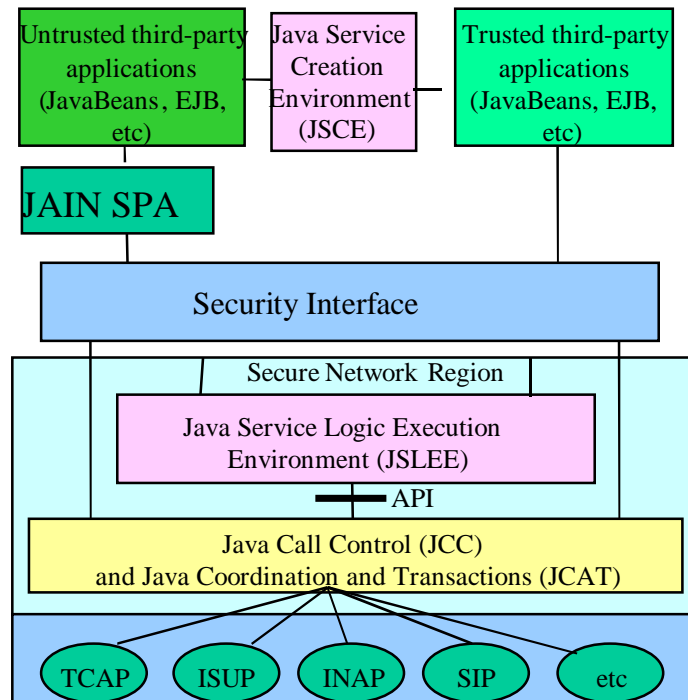 Untrusted third-party
applications
(JavaBeans, EJB,
etc)
Java Service
Creation
Environment
(JSCE)
Trusted third-party
applications
(JavaBeans, EJB,
etc)
JAIN SPA
Security Interface
Secure Network Region
Java Service Logic Execution
Environment (JSLEE)
API
Java Call Control (JCC)
and Java Coordination and Transactions (JCAT)
TCAP
ISUP
INAP
SIP
etc